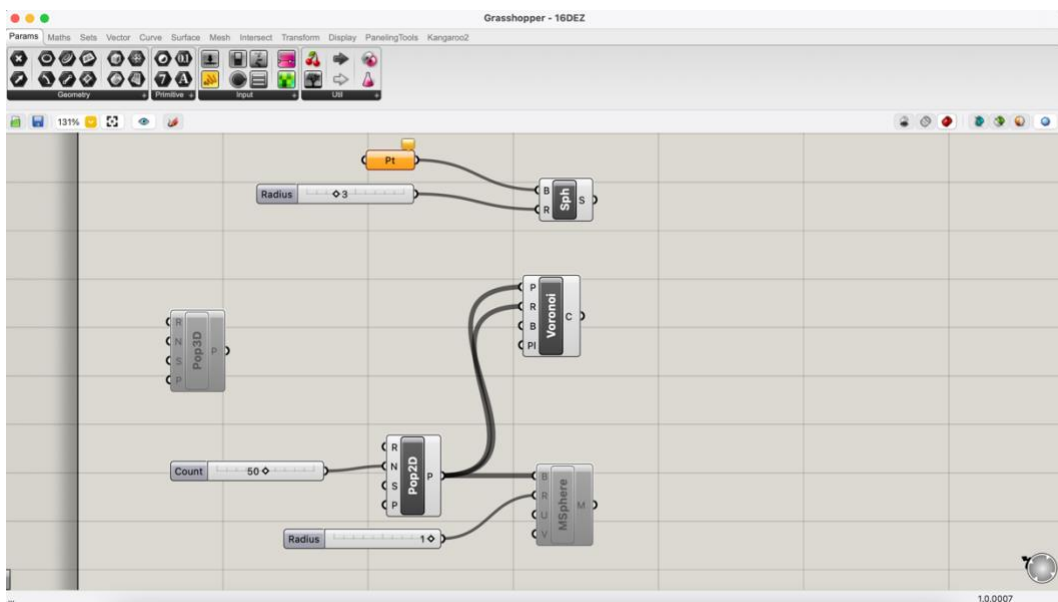 Grasshopper - 16DEZ
Params Maths Sets Vector Curve Surface Mesh Intersect Transform Display PanelingTools Kangaroo2
Geometry Primitive Input Util
131%
Pt
Radius 3
B R Sph S
P R B Pl Voronoi C
R N S P Pop3D P
Count 50
R N S P Pop2D P
B R U V MSphere M
Radius 1
...
1.0.0007